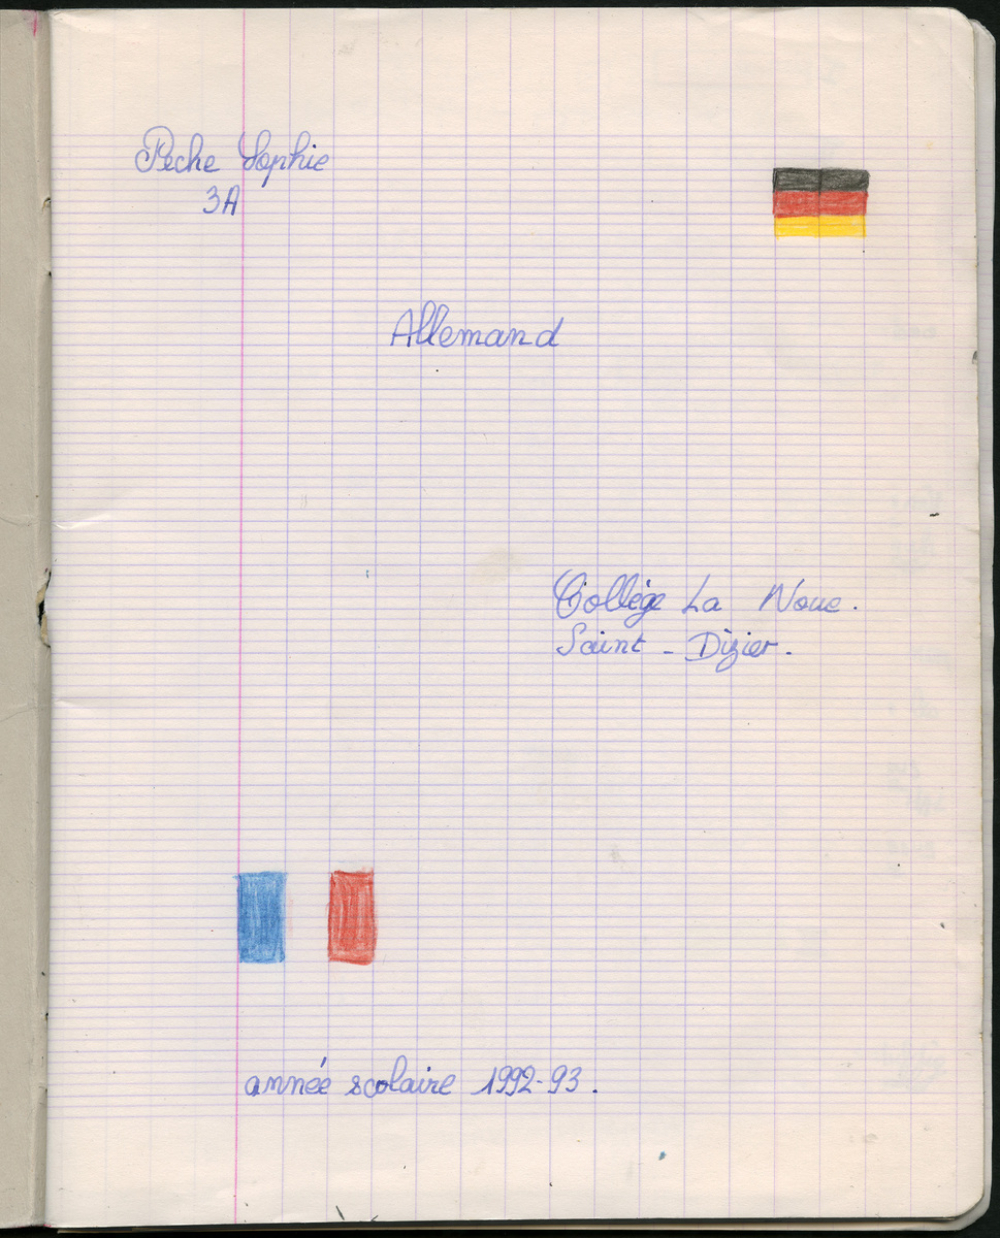 Peche Sophie
3A
Allemand
Collège La Noue.
Saint - Dizier.
année scolaire 1992-93.